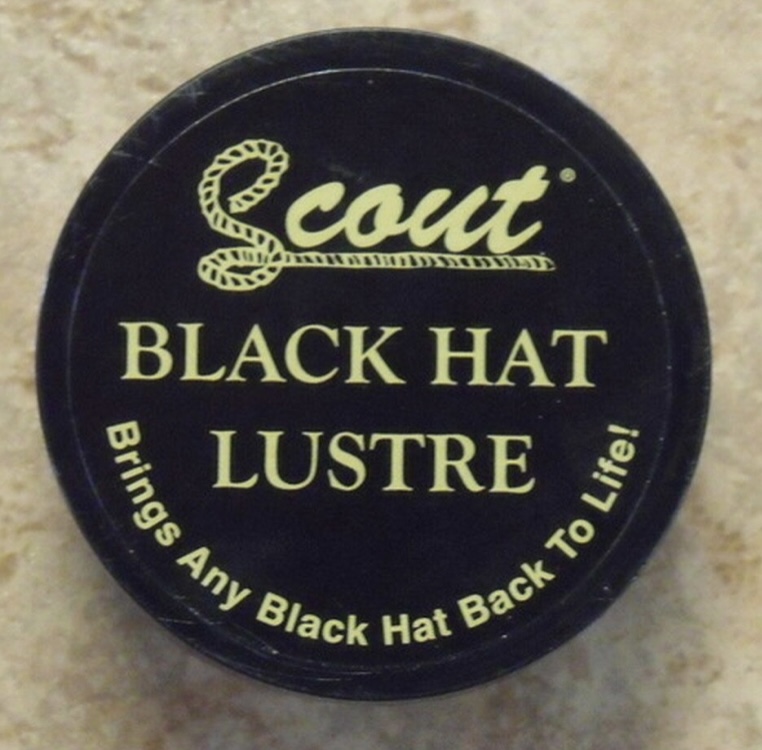 Scout®
BLACK HAT
LUSTRE
Brings Any Black Hat Back To Life!